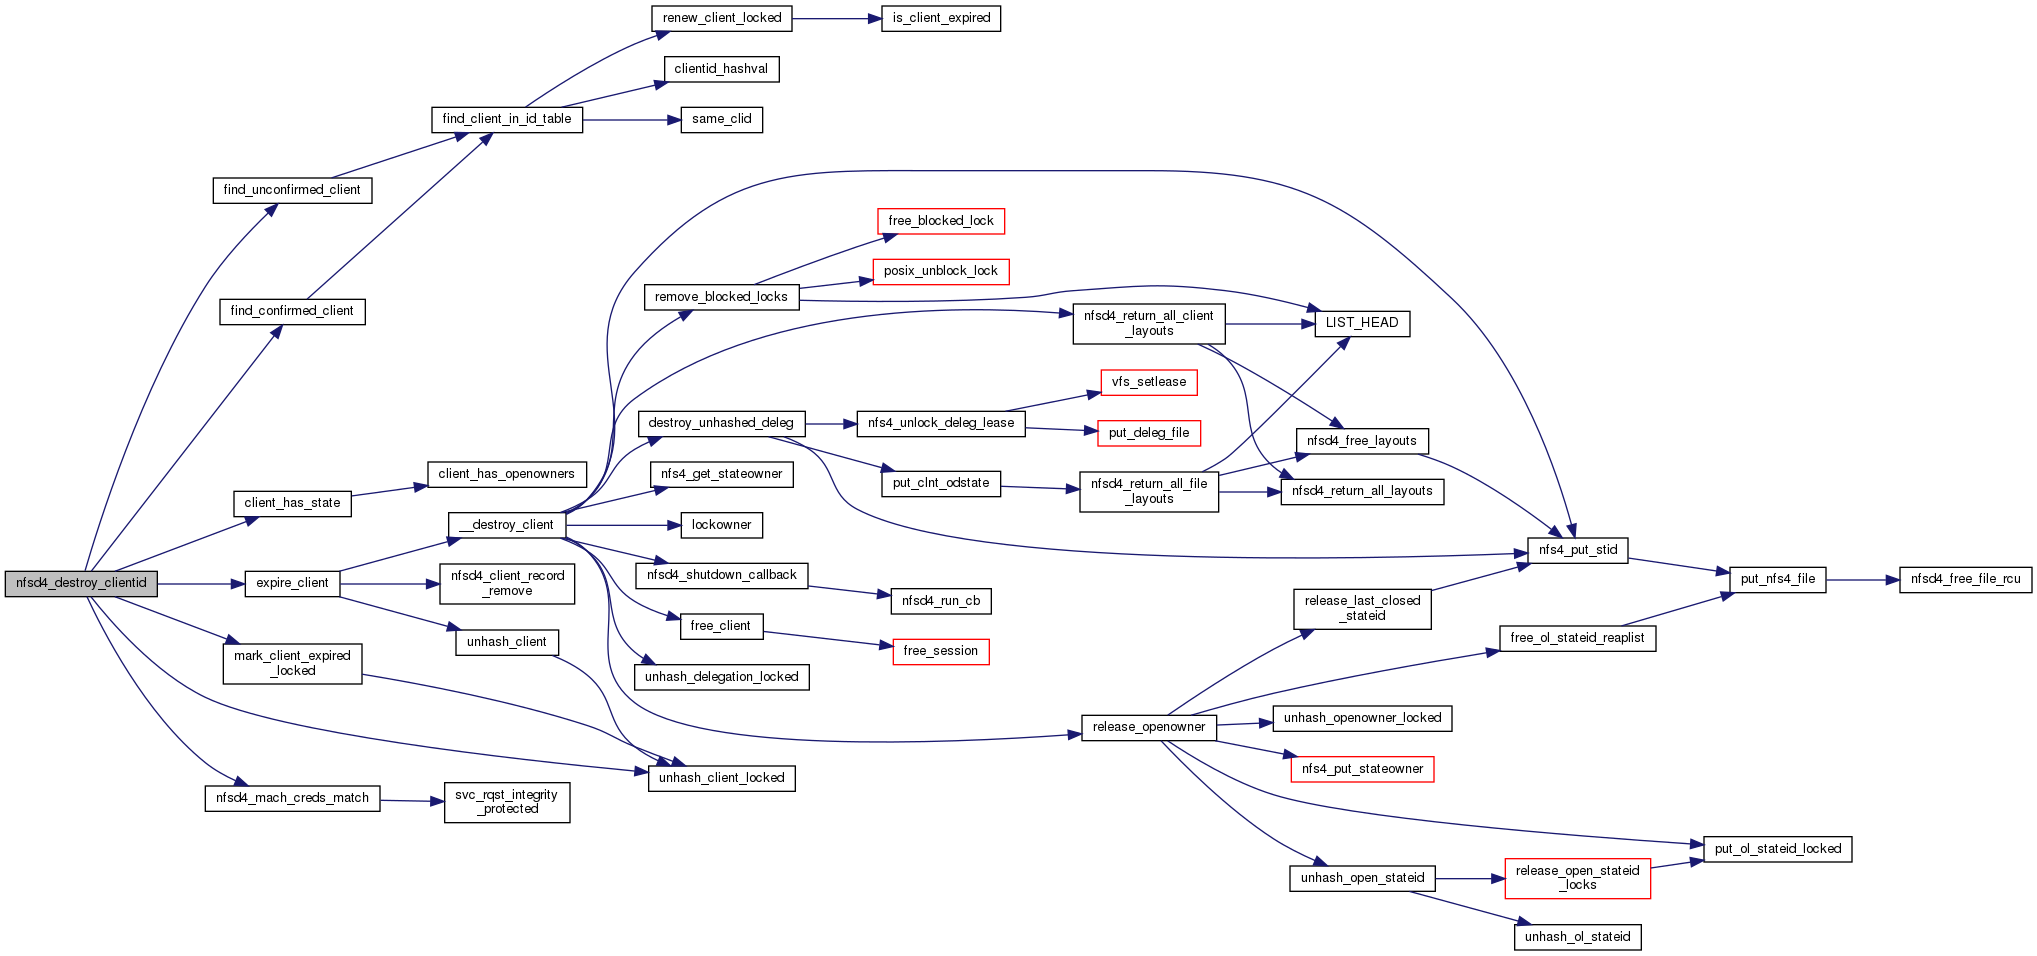 renew_client_locked
is_client_expired
clientid_hashval
find_client_in_id_table
same_clid
find_unconfirmed_client
free_blocked_lock
posix_unblock_lock
remove_blocked_locks
find_confirmed_client
nfsd4_return_all_client
_layouts
LIST_HEAD
vfs_setlease
destroy_unhashed_deleg
nfs4_unlock_deleg_lease
put_deleg_file
nfsd4_free_layouts
client_has_openowners
nfs4_get_stateowner
put_clnt_odstate
nfsd4_return_all_file
_layouts
nfsd4_return_all_layouts
client_has_state
__destroy_client
lockowner
nfs4_put_stid
nfsd4_destroy_clientid
expire_client
nfsd4_client_record
_remove
nfsd4_shutdown_callback
put_nfs4_file
nfsd4_free_file_rcu
nfsd4_run_cb
release_last_closed
_stateid
free_client
free_ol_stateid_reaplist
unhash_client
free_session
mark_client_expired
_locked
unhash_delegation_locked
release_openowner
unhash_openowner_locked
nfs4_put_stateowner
unhash_client_locked
nfsd4_mach_creds_match
svc_rqst_integrity
_protected
put_ol_stateid_locked
unhash_open_stateid
release_open_stateid
_locks
unhash_ol_stateid